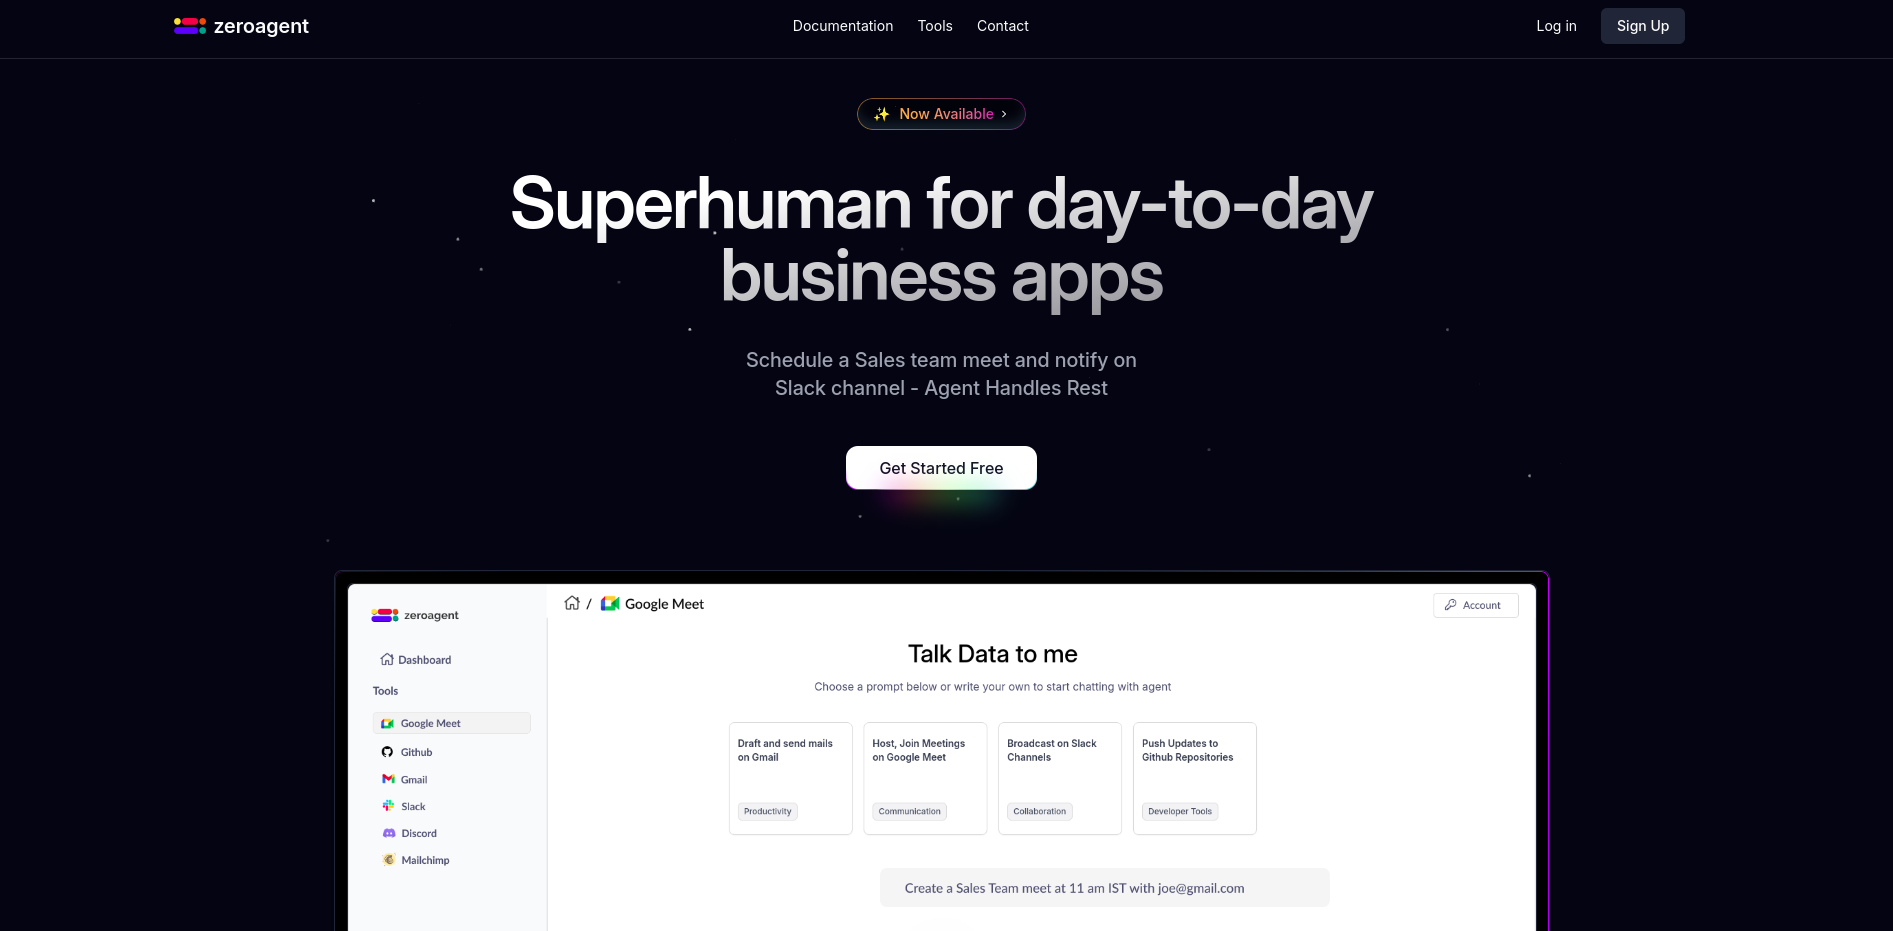 zeroagent
Documentation Tools Contact
Log in Sign Up
✨ Now Available ›
Superhuman for day-to-day
business apps
Schedule a Sales team meet and notify on
Slack channel - Agent Handles Rest
Get Started Free
zeroagent
Dashboard
Tools
Google Meet
Github
Gmail
Slack
Discord
Mailchimp
/ Google Meet
Account
Talk Data to me
Choose a prompt below or write your own to start chatting with agent
Draft and send mails
on Gmail
Productivity
Host, Join Meetings
on Google Meet
Communication
Broadcast on Slack
Channels
Collaboration
Push Updates to
Github Repositories
Developer Tools
Create a Sales Team meet at 11 am IST with joe@gmail.com